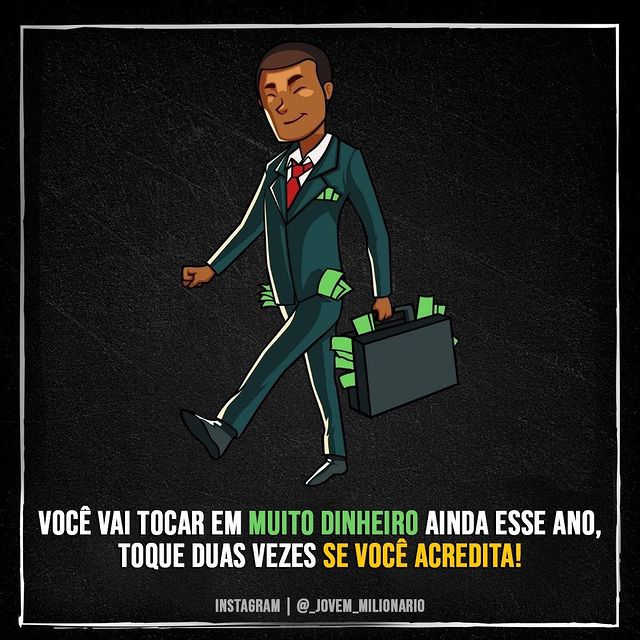 VOCÊ VAI TOCAR EM MUITO DINHEIRO AINDA ESSE ANO,
TOQUE DUAS VEZES SE VOCÊ ACREDITA!
INSTAGRAM | @_JOVEM_MILIONARIO